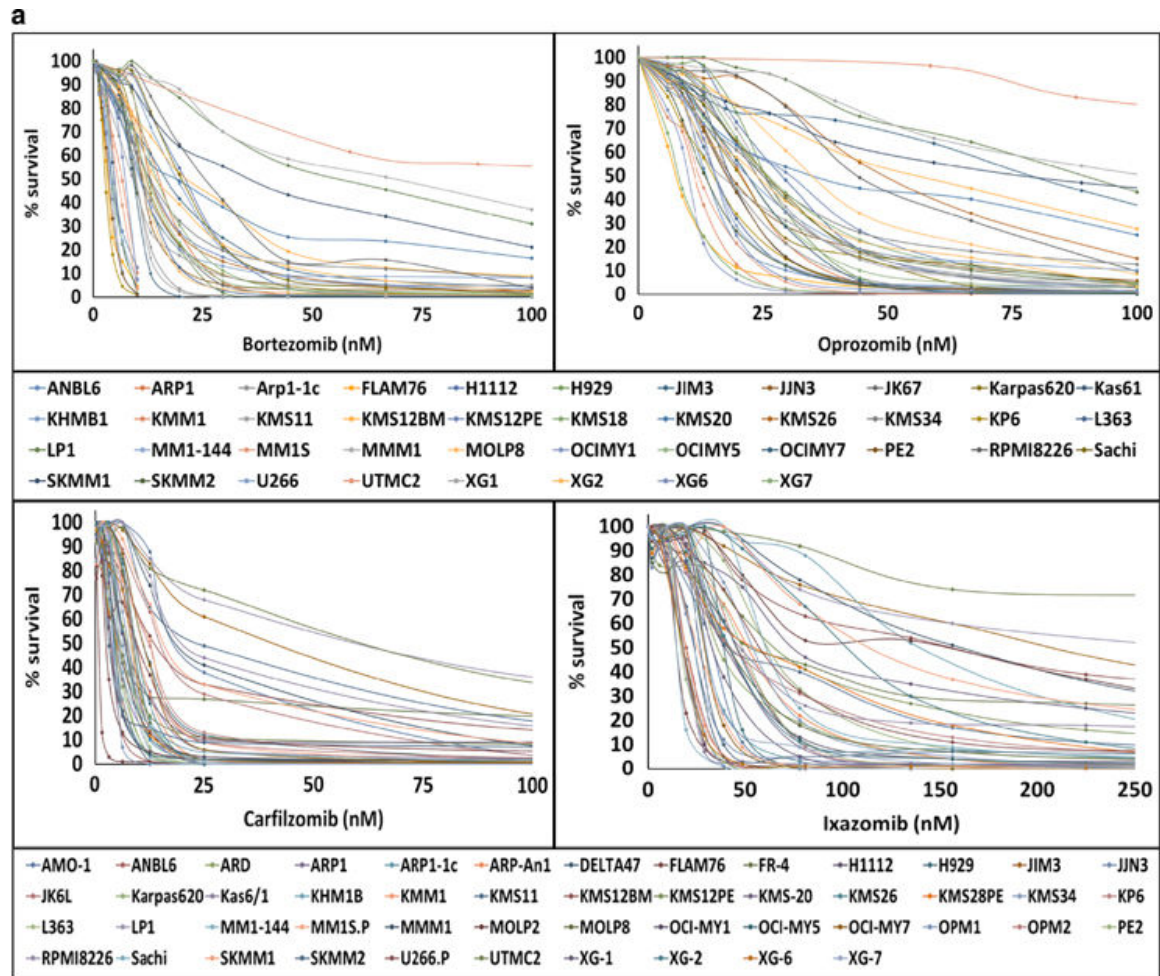 a
100
90
80
70
60
50
40
30
20
10
0
% survival
0 25 50 75 100
Bortezomib (nM)
100
90
80
70
60
50
40
30
20
10
0
% survival
0 25 50 75 100
Oprozomib (nM)
ANBL6 ARP1 Arp1-1c FLAM76 H1112 H929 JIM3 JJN3 JK67 Karpas620 Kas61
KHMB1 KMM1 KMS11 KMS12BM KMS12PE KMS18 KMS20 KMS26 KMS34 KP6 L363
LP1 MM1-144 MM1S MMM1 MOLP8 OCIMY1 OCIMY5 OCIMY7 PE2 RPMI8226 Sachi
SKMM1 SKMM2 U266 UTMC2 XG1 XG2 XG6 XG7
100
90
80
70
60
50
40
30
20
10
0
% survival
0 25 50 75 100
Carfilzomib (nM)
100
90
80
70
60
50
40
30
20
10
0
% survival
0 50 100 150 200 250
Ixazomib (nM)
AMO-1 ANBL6 ARD ARP1 ARP1-1c ARP-An1 DELTA47 FLAM76 FR-4 H1112 H929 JIM3 JJN3
JK6L Karpas620 Kas6/1 KHM1B KMM1 KMS11 KMS12BM KMS12PE KMS-20 KMS26 KMS28PE KMS34 KP6
L363 LP1 MM1-144 MM1S.P MMM1 MOLP2 MOLP8 OCI-MY1 OCI-MY5 OCI-MY7 OPM1 OPM2 PE2
RPMI8226 Sachi SKMM1 SKMM2 U266.P UTMC2 XG-1 XG-2 XG-6 XG-7